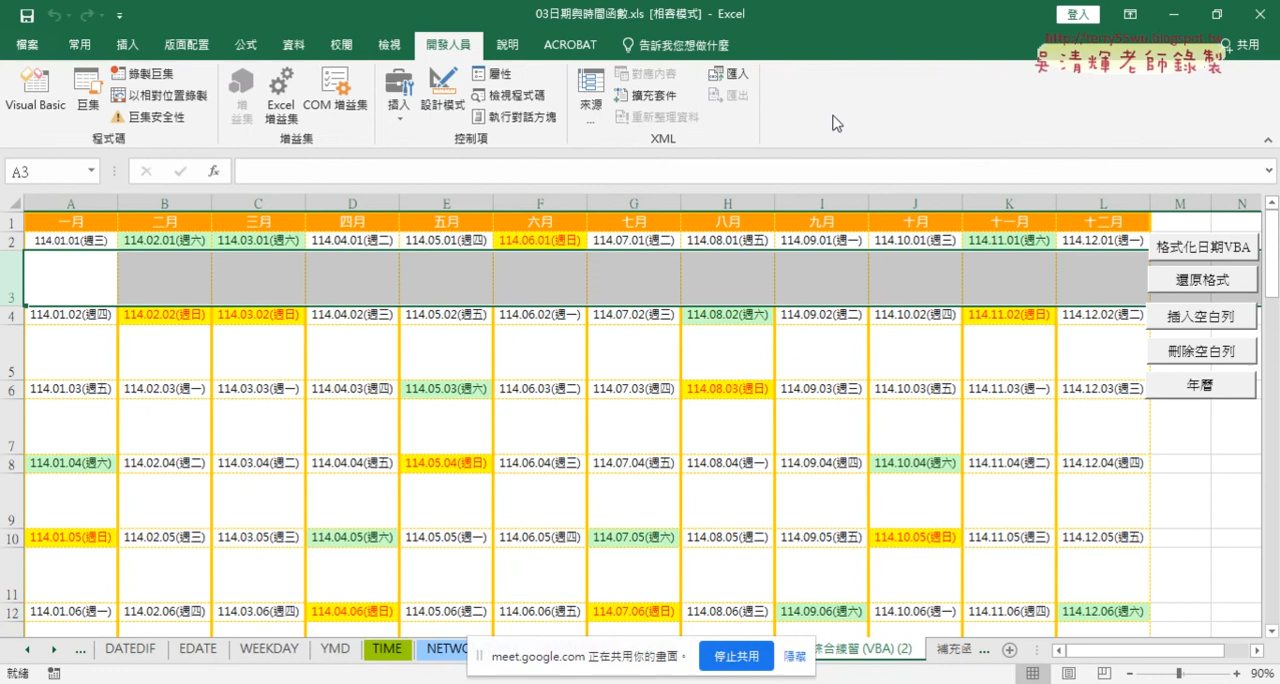 03日期與時間函數.xls [相容模式] - Excel
登入
檔案 常用 插入 版面配置 公式 資料 校閱 檢視 開發人員 說明 ACROBAT 告訴我您想做什麼 共用
http://terry55wu.blogspot.tw
吳清輝老師錄製
Visual Basic 巨集 錄製巨集 以相對位置錄製 巨集安全性 程式碼
增益集 Excel 增益集 COM 增益集 增益集
插入 設計模式 屬性 檢視程式碼 執行對話方塊 控制項
來源... 對應內容 擴充套件 重新整理資料 匯入 匯出 XML
A3 fx
A B C D E F G H I J K L M N
1 一月 二月 三月 四月 五月 六月 七月 八月 九月 十月 十一月 十二月
2 114.01.01(週三) 114.02.01(週六) 114.03.01(週六) 114.04.01(週二) 114.05.01(週四) 114.06.01(週日) 114.07.01(週二) 114.08.01(週五) 114.09.01(週一) 114.10.01(週三) 114.11.01(週六) 114.12.01(週一)
格式化日期VBA
還原格式
3
4 114.01.02(週四) 114.02.02(週日) 114.03.02(週日) 114.04.02(週三) 114.05.02(週五) 114.06.02(週一) 114.07.02(週三) 114.08.02(週六) 114.09.02(週二) 114.10.02(週四) 114.11.02(週日) 114.12.02(週二)
插入空白列
刪除空白列
5
6 114.01.03(週五) 114.02.03(週一) 114.03.03(週一) 114.04.03(週四) 114.05.03(週六) 114.06.03(週二) 114.07.03(週四) 114.08.03(週日) 114.09.03(週三) 114.10.03(週五) 114.11.03(週一) 114.12.03(週三)
年曆
7
8 114.01.04(週六) 114.02.04(週二) 114.03.04(週二) 114.04.04(週五) 114.05.04(週日) 114.06.04(週三) 114.07.04(週五) 114.08.04(週一) 114.09.04(週四) 114.10.04(週六) 114.11.04(週二) 114.12.04(週四)
9
10 114.01.05(週日) 114.02.05(週三) 114.03.05(週三) 114.04.05(週六) 114.05.05(週一) 114.06.05(週四) 114.07.05(週六) 114.08.05(週二) 114.09.05(週五) 114.10.05(週日) 114.11.05(週三) 114.12.05(週五)
11
12 114.01.06(週一) 114.02.06(週四) 114.03.06(週四) 114.04.06(週日) 114.05.06(週二) 114.06.06(週五) 114.07.06(週日) 114.08.06(週三) 114.09.06(週六) 114.10.06(週一) 114.11.06(週四) 114.12.06(週六)
... DATEDIF EDATE WEEKDAY YMD TIME NETWO 綜合練習 (VBA) (2) 補充函 ...
meet.google.com 正在共用你的畫面。 停止共用 隱藏
就緒 90%